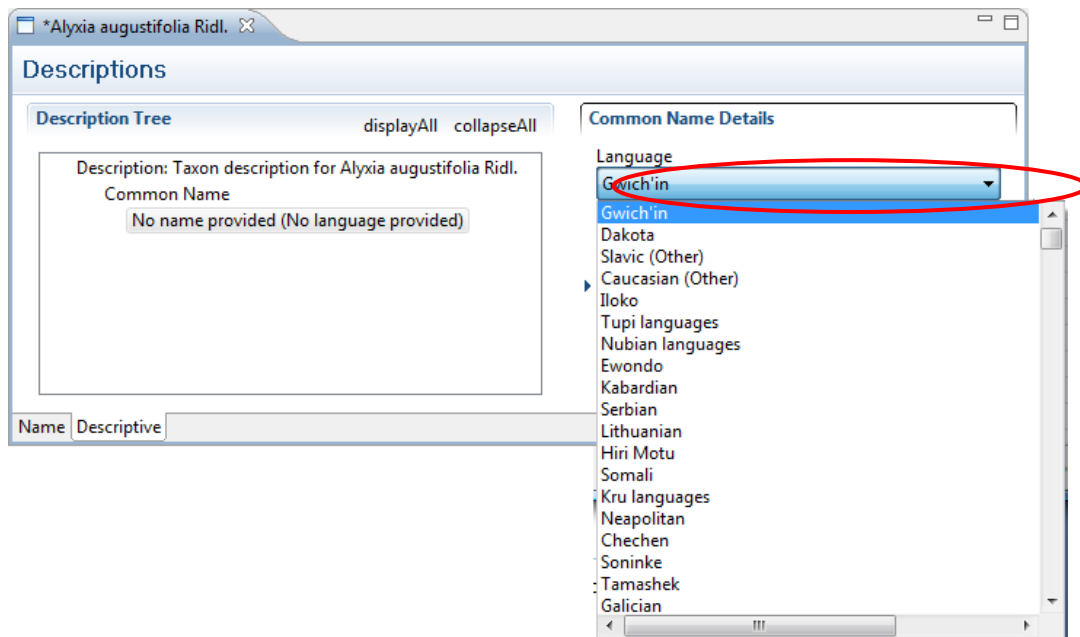 *Alyxia augustifolia Ridl.
Descriptions
Description Tree
displayAll collapseAll
Description: Taxon description for Alyxia augustifolia Ridl.
Common Name
No name provided (No language provided)
Name Descriptive
Common Name Details
Language
Gwich'in
Gwich'in
Dakota
Slavic (Other)
Caucasian (Other)
Iloko
Tupi languages
Nubian languages
Ewondo
Kabardian
Serbian
Lithuanian
Hiri Motu
Somali
Kru languages
Neapolitan
Chechen
Soninke
Tamashek
Galician